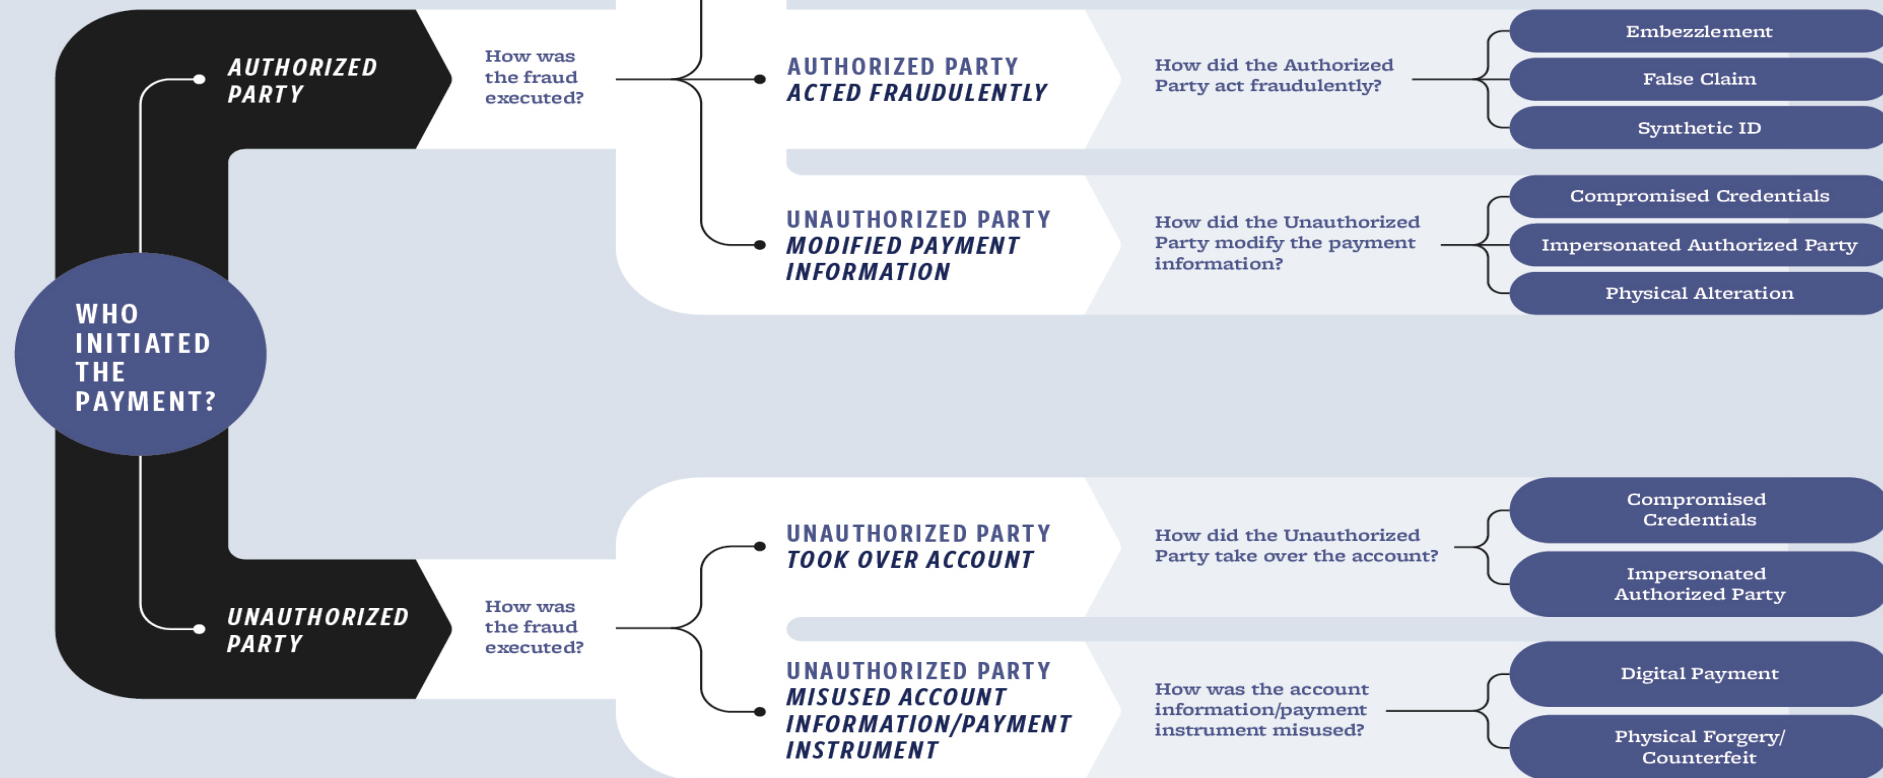 WHO
INITIATED
THE
PAYMENT?
AUTHORIZED
PARTY
How was
the fraud
executed?
AUTHORIZED PARTY
ACTED FRAUDULENTLY
How did the Authorized
Party act fraudulently?
Embezzlement
False Claim
Synthetic ID
UNAUTHORIZED PARTY
MODIFIED PAYMENT
INFORMATION
How did the Unauthorized
Party modify the payment
information?
Compromised Credentials
Impersonated Authorized Party
Physical Alteration
UNAUTHORIZED
PARTY
How was
the fraud
executed?
UNAUTHORIZED PARTY
TOOK OVER ACCOUNT
How did the Unauthorized
Party take over the account?
Compromised
Credentials
Impersonated
Authorized Party
UNAUTHORIZED PARTY
MISUSED ACCOUNT
INFORMATION/PAYMENT
INSTRUMENT
How was the account
information/payment
instrument misused?
Digital Payment
Physical Forgery/
Counterfeit